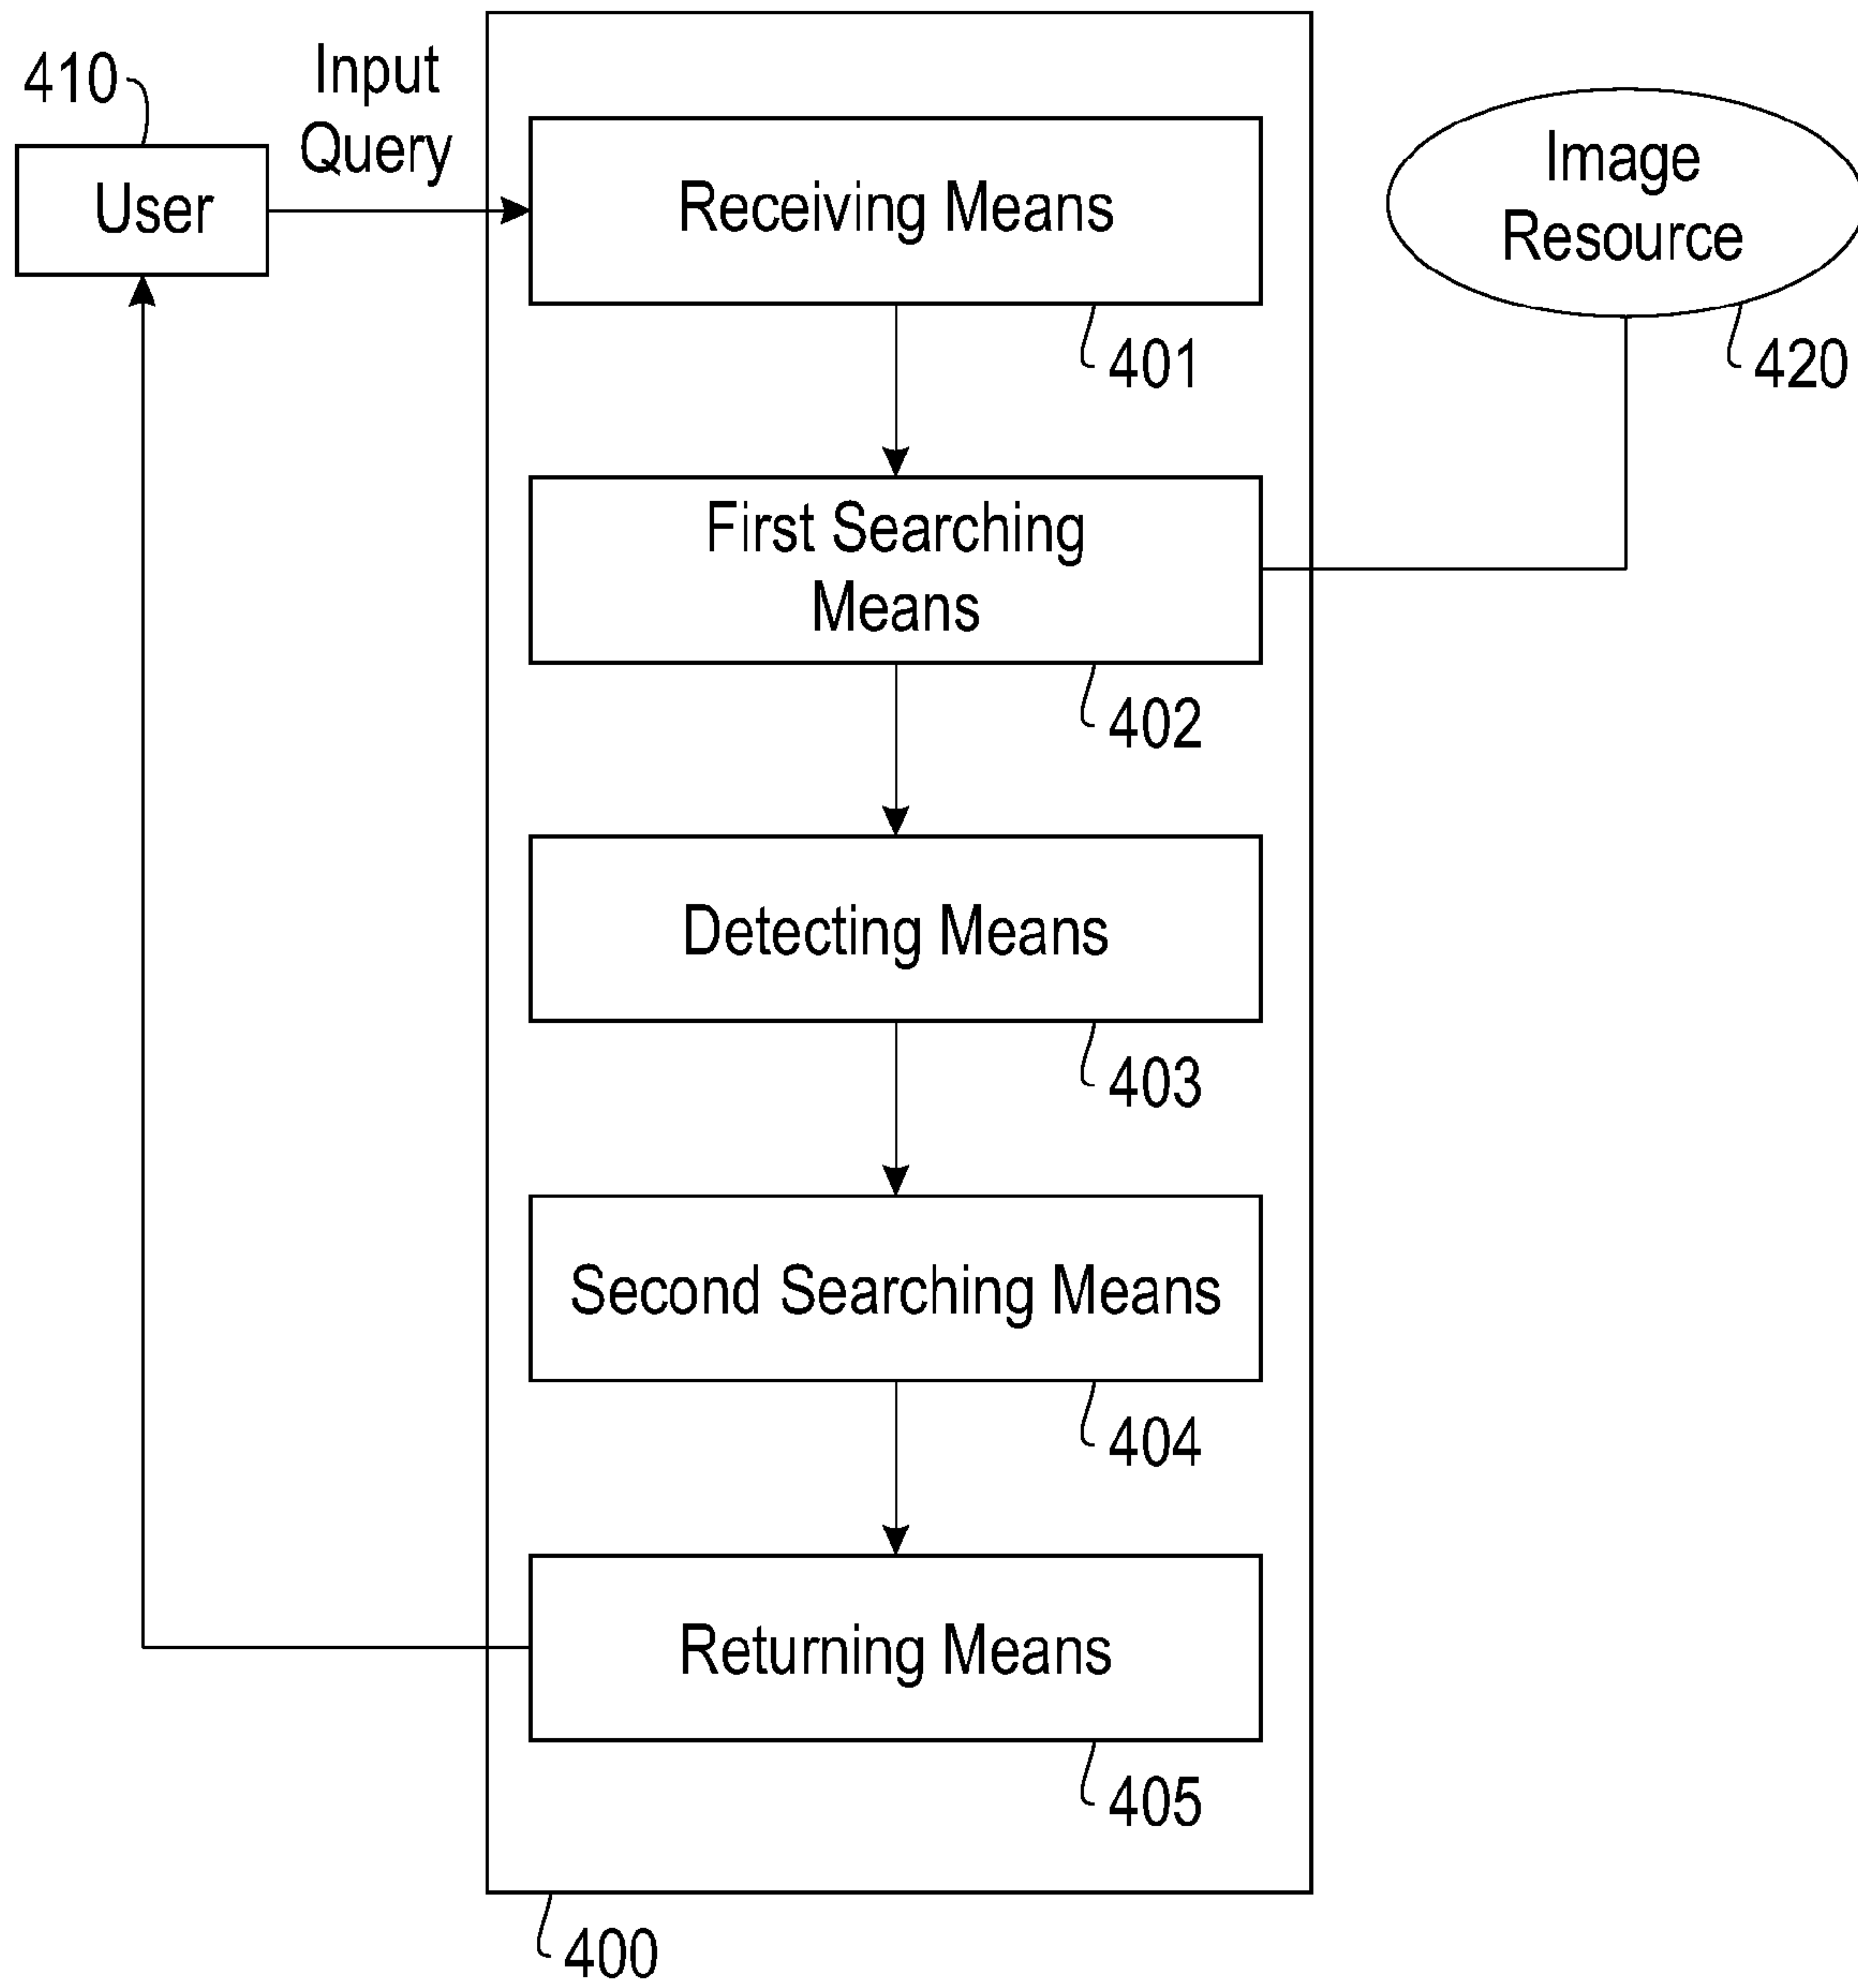 410
Input
Query
User
Receiving Means
401
Image
Resource
420
First Searching
Means
402
Detecting Means
403
Second Searching Means
404
Returning Means
405
400